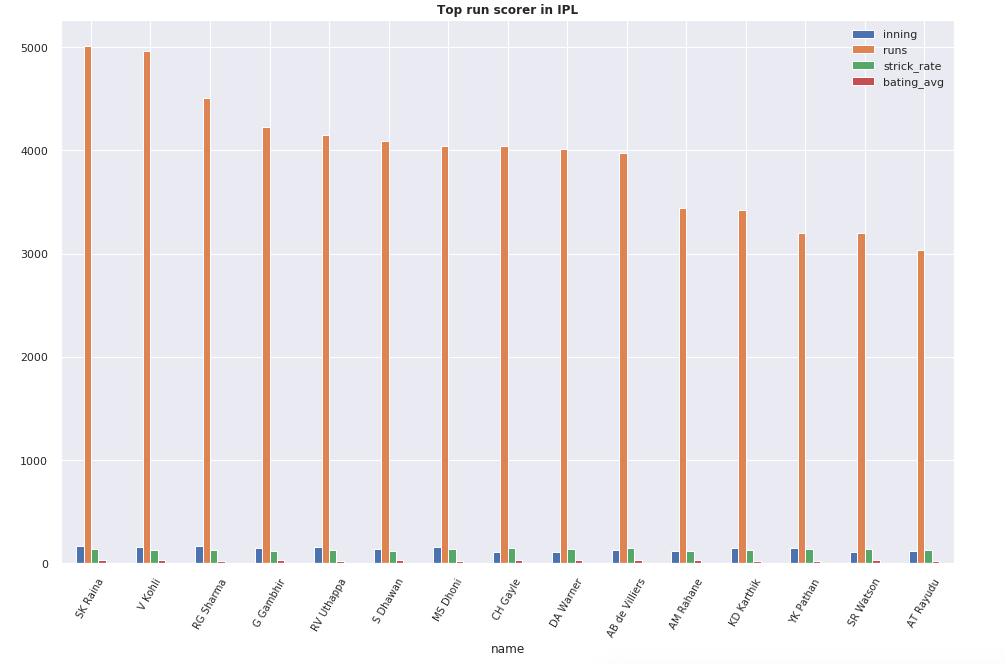 Top run scorer in IPL
inning
runs
strick_rate
bating_avg
5000
4000
3000
2000
1000
0
SK Raina
V Kohli
RG Sharma
G Gambhir
RV Uthappa
S Dhawan
MS Dhoni
CH Gayle
DA Warner
AB de Villiers
AM Rahane
KD Karthik
YK Pathan
SR Watson
AT Rayudu
name